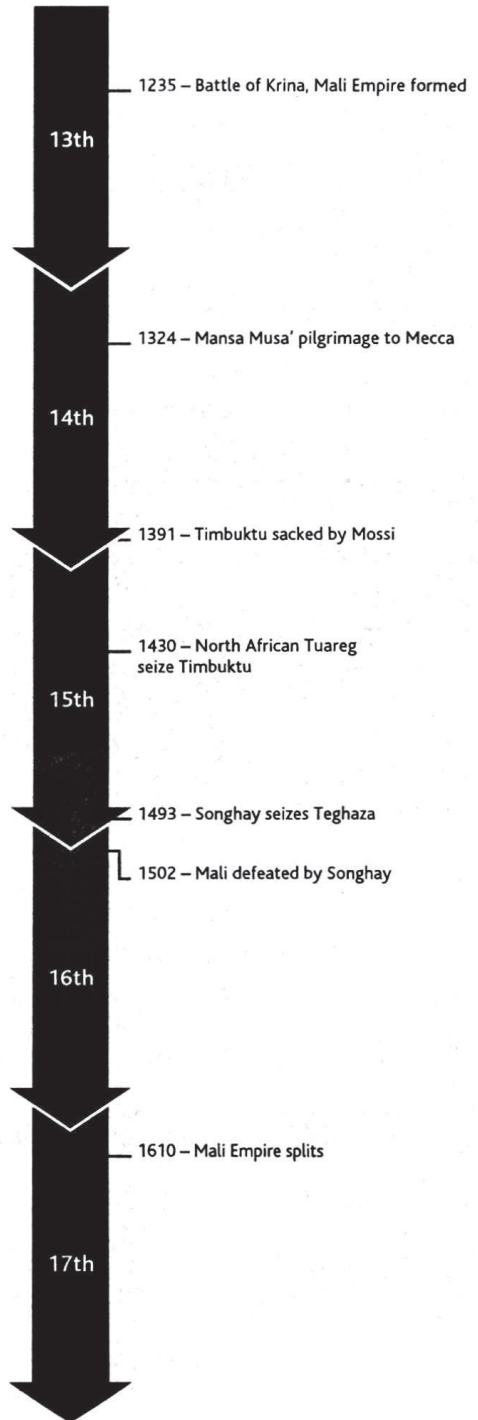 1235 – Battle of Krina, Mali Empire formed
13th
1324 – Mansa Musa' pilgrimage to Mecca
14th
1391 – Timbuktu sacked by Mossi
1430 – North African Tuareg
seize Timbuktu
15th
1493 – Songhay seizes Teghaza
1502 – Mali defeated by Songhay
16th
1610 – Mali Empire splits
17th